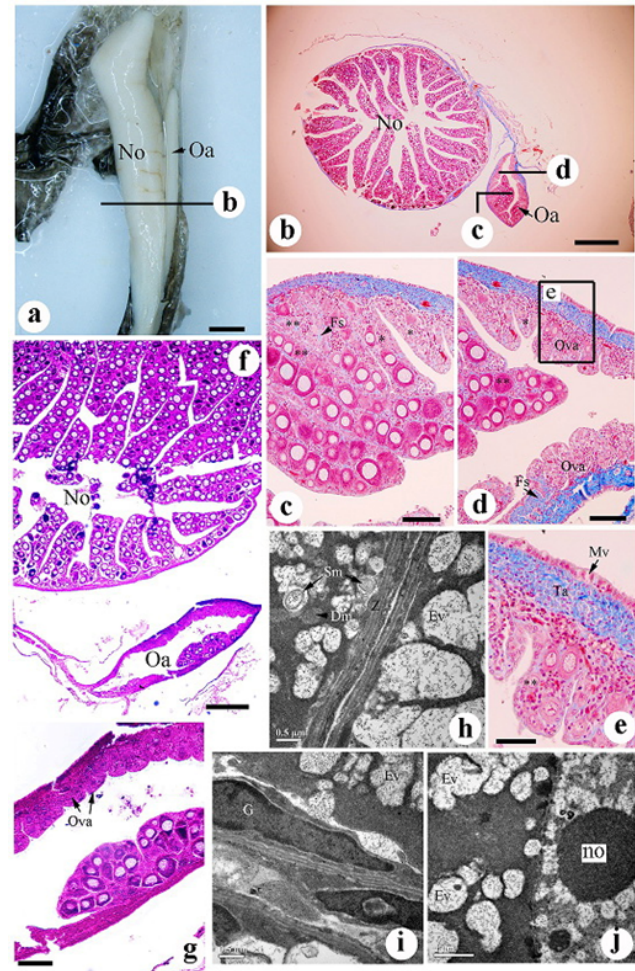 No
Oa
b
a
No
d
c
Oa
b
**
Fs
*
*
**
c
e
*
Ova
**
Ova
Fs
d
f
No
Oa
Sm
Dm
Z
Ev
0.5 μm
h
Mv
Ta
**
e
Ova
g
Ev
G
i
Ev
Ev
no
j